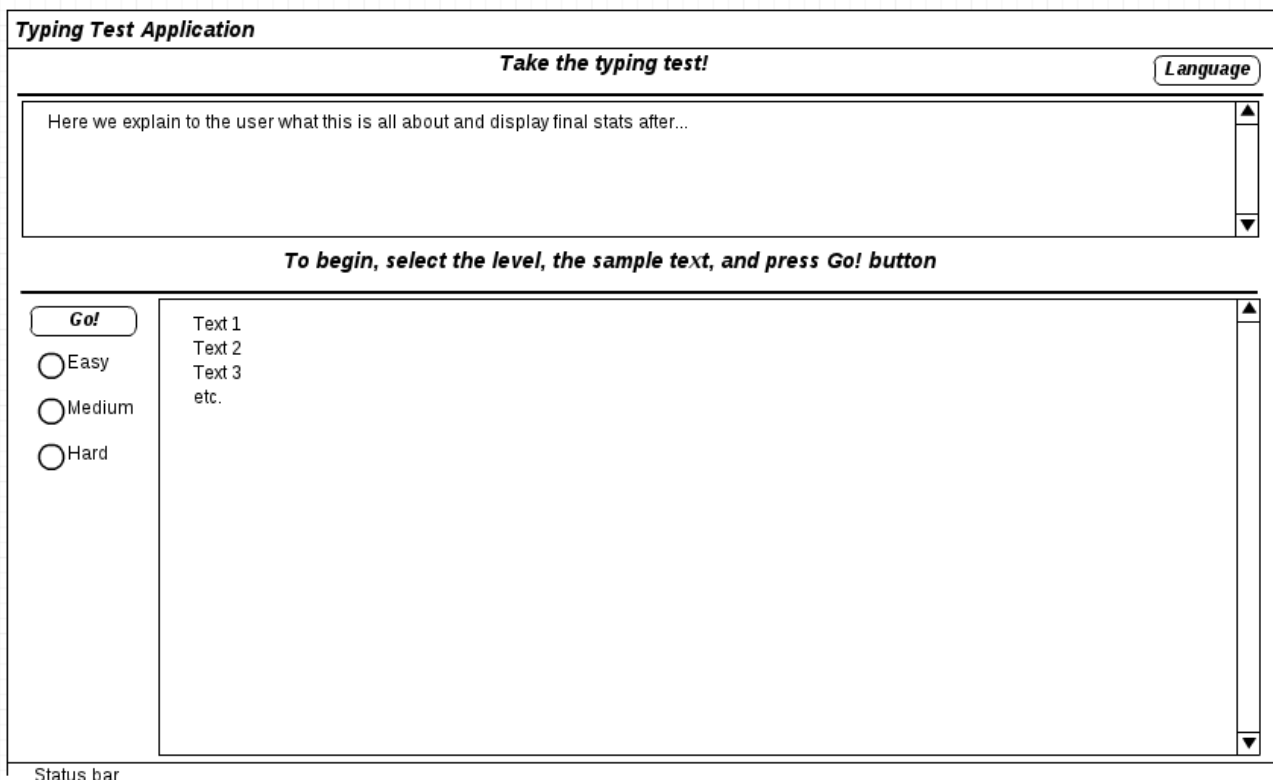 Typing Test Application
Take the typing test!
Language
Here we explain to the user what this is all about and display final stats after...
To begin, select the level, the sample text, and press Go! button
Go!
Easy
Medium
Hard
Text 1
Text 2
Text 3
etc.
Status bar